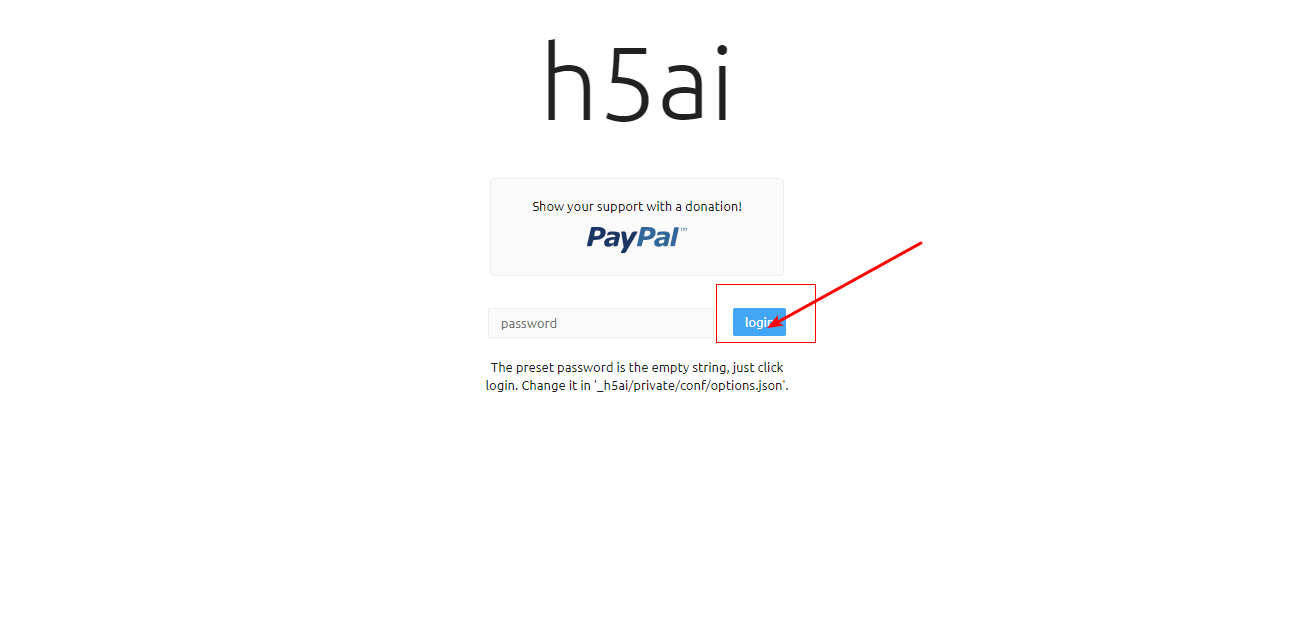 h5ai
Show your support with a donation!
PayPal™
password
login
The preset password is the empty string, just click
login. Change it in '_h5ai/private/conf/options.json'.